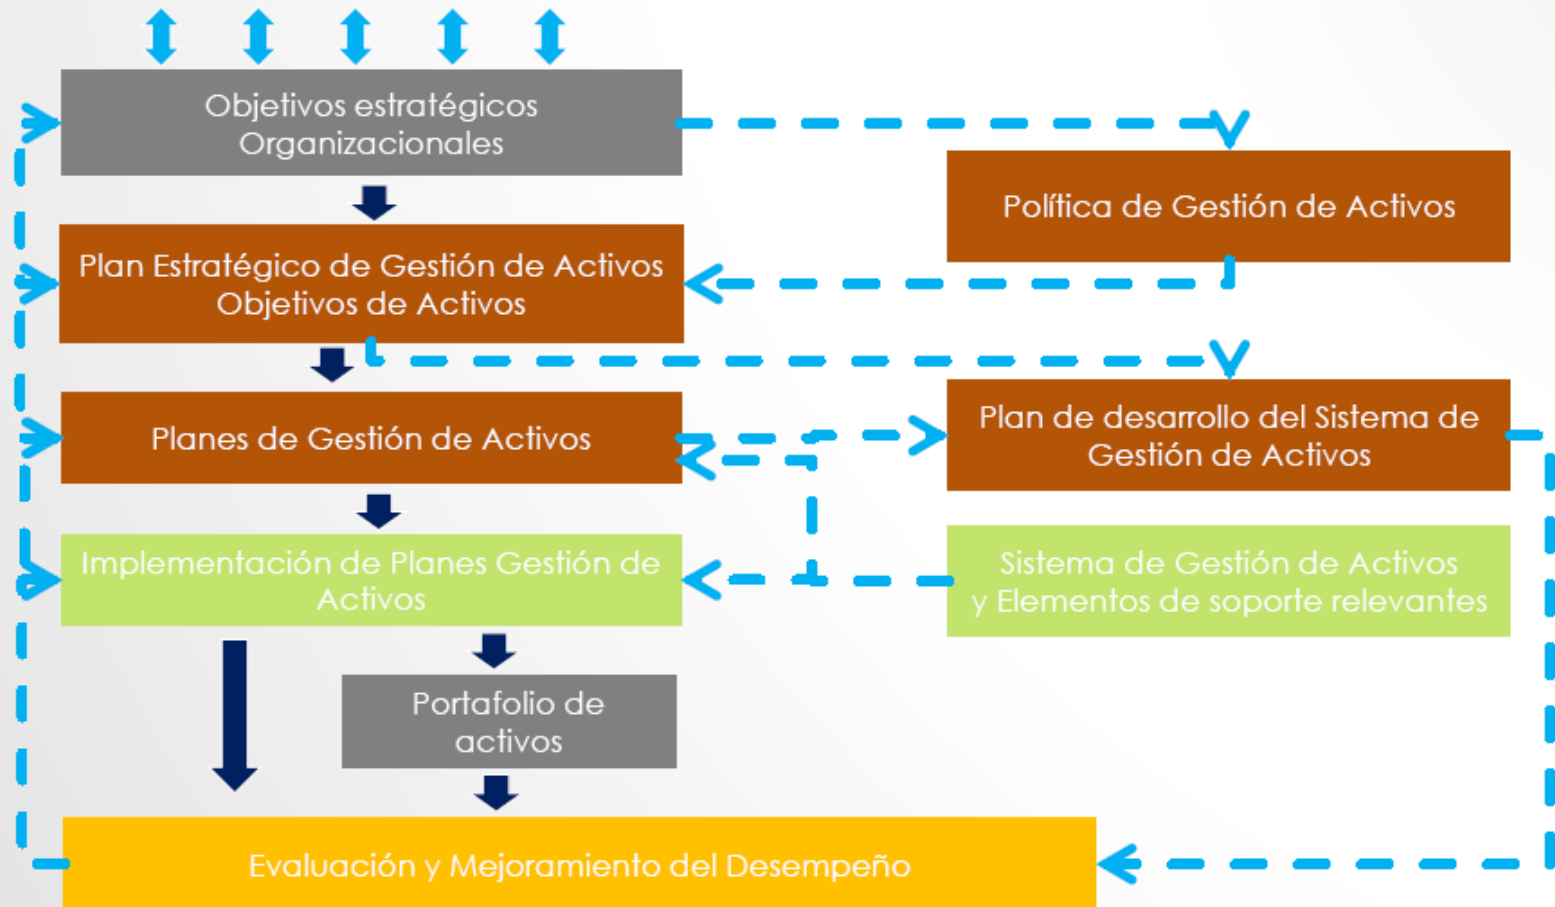 Objetivos estratégicos
Organizacionales
Política de Gestión de Activos
Plan Estratégico de Gestión de Activos
Objetivos de Activos
Planes de Gestión de Activos
Plan de desarrollo del Sistema de
Gestión de Activos
Implementación de Planes Gestión de
Activos
Sistema de Gestión de Activos
y Elementos de soporte relevantes
Portafolio de
activos
Evaluación y Mejoramiento del Desempeño